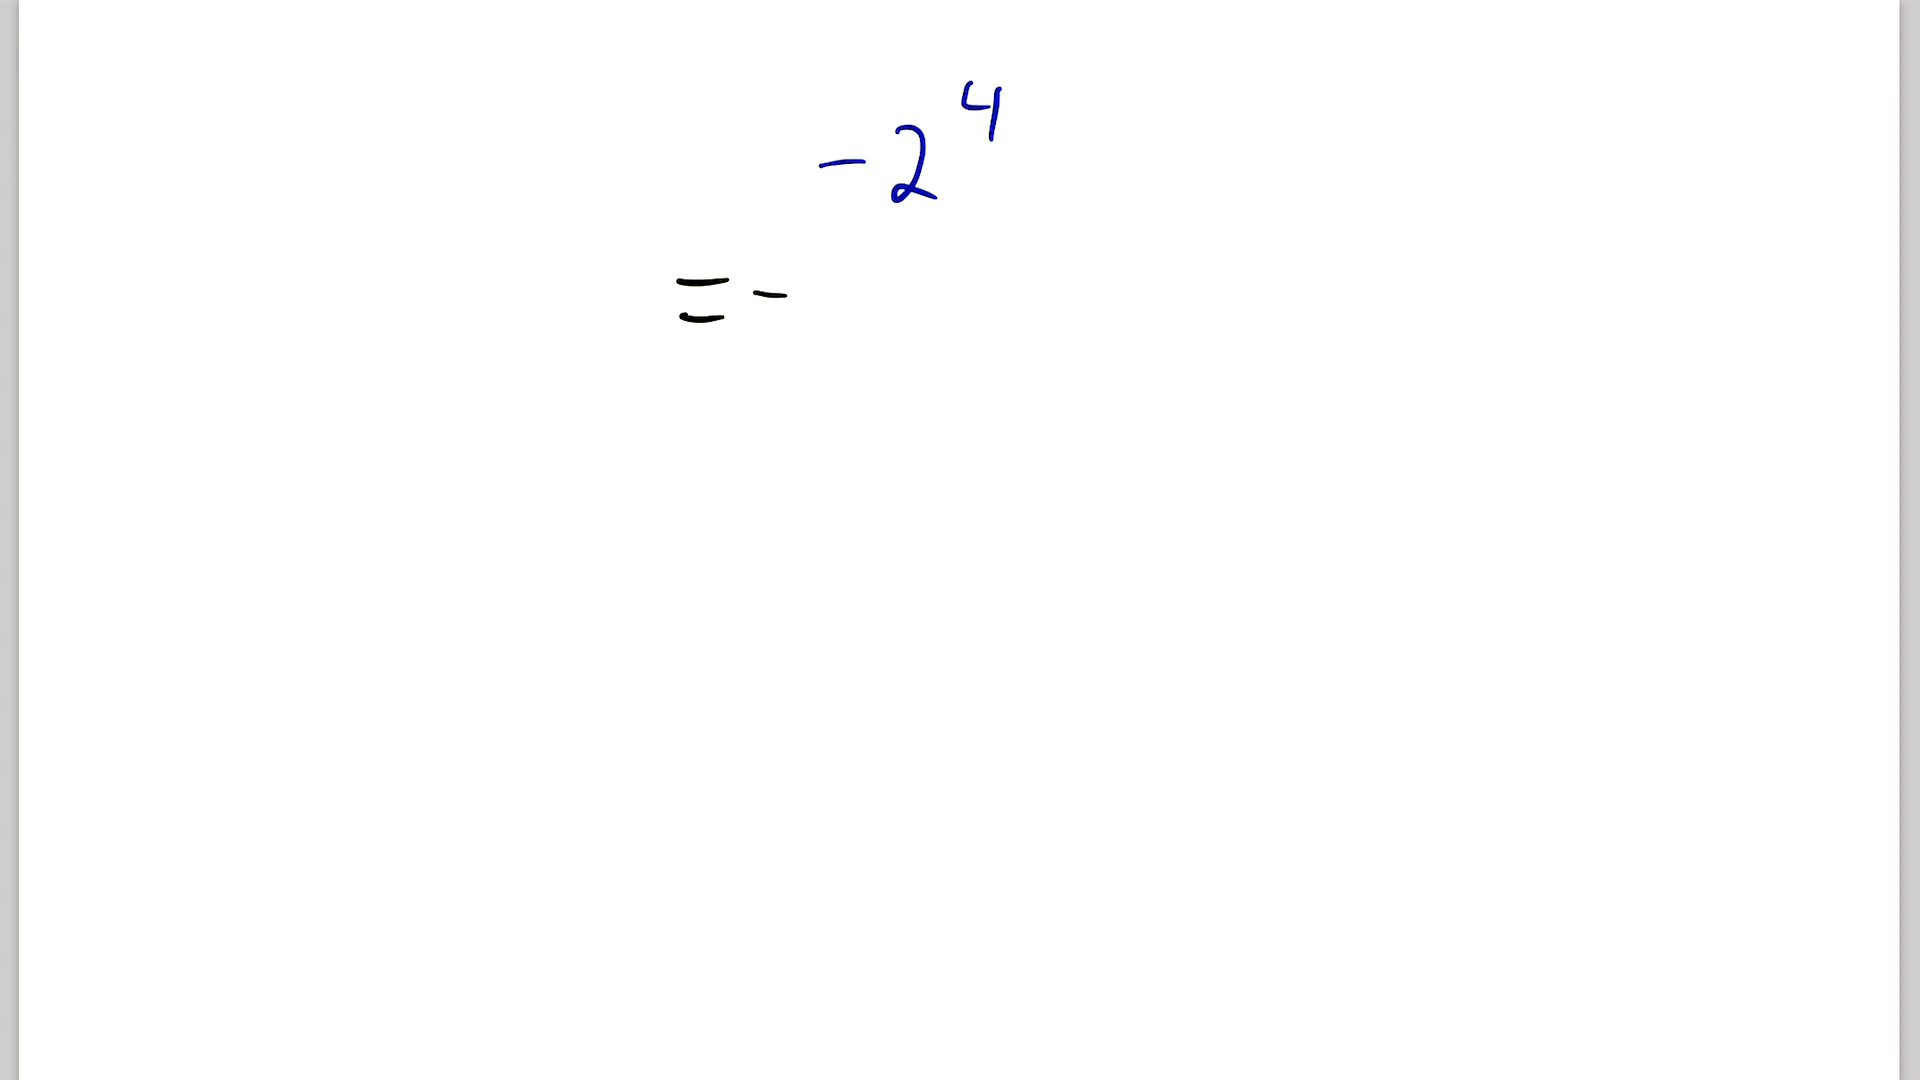 -2⁴
= -